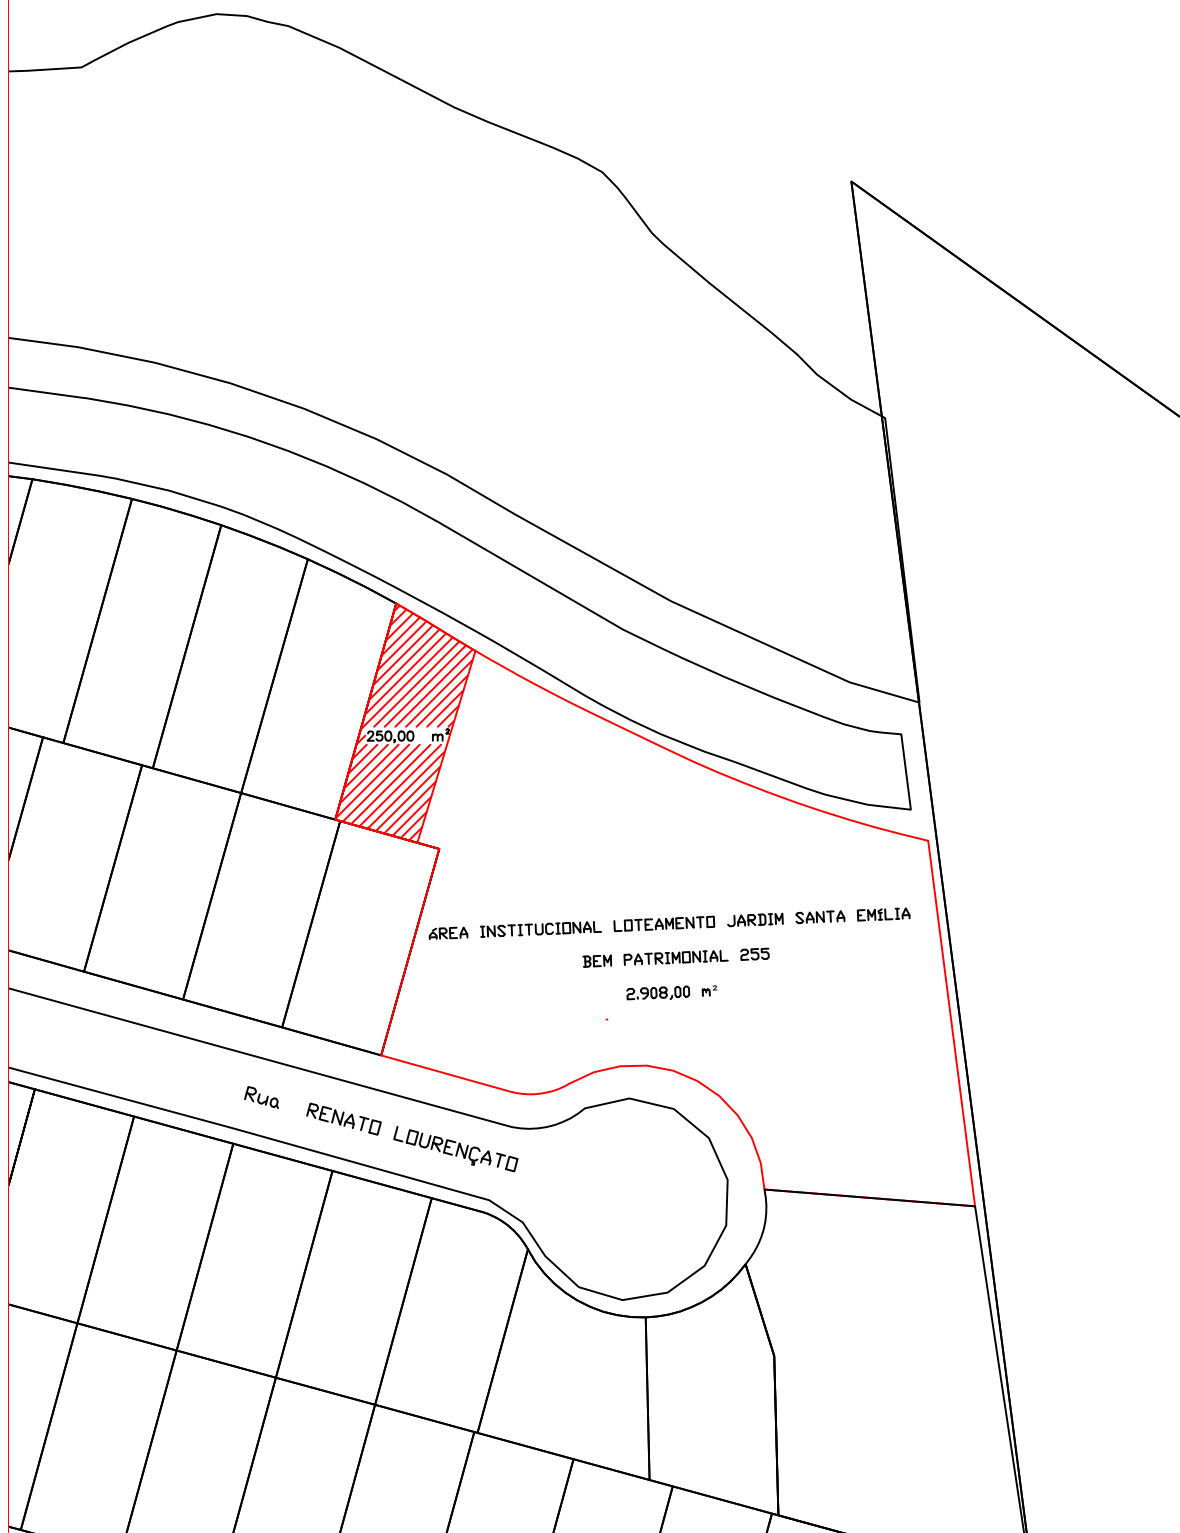 250,00 m²
ÁREA INSTITUCIONAL LOTEAMENTO JARDIM SANTA EMÍLIA
BEM PATRIMONIAL 255
2.908,00 m²
Rua RENATO LOURENÇATO